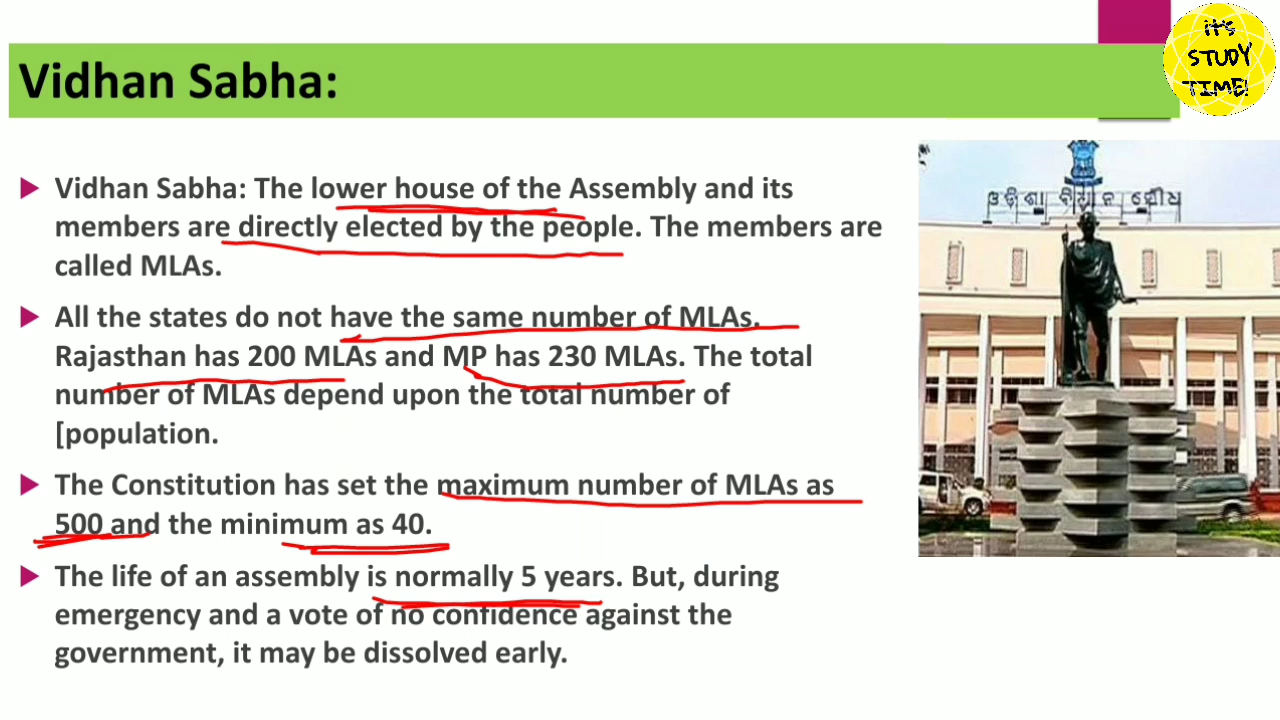 Vidhan Sabha:
IT'S
STUDY
TIME!
Vidhan Sabha: The lower house of the Assembly and its
members are directly elected by the people. The members are
called MLAs.
All the states do not have the same number of MLAs.
Rajasthan has 200 MLAs and MP has 230 MLAs. The total
number of MLAs depend upon the total number of
[population.
The Constitution has set the maximum number of MLAs as
500 and the minimum as 40.
The life of an assembly is normally 5 years. But, during
emergency and a vote of no confidence against the
government, it may be dissolved early.
ଓଡ଼ିଶା ବିଧାନ ସୌଧ